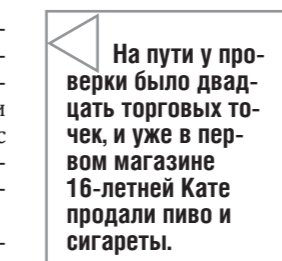 На пути у про-
верки было двад-
цать торговых то-
чек, и уже в пер-
вом магазине
16-летней Кате
продали пиво и
сигареты.